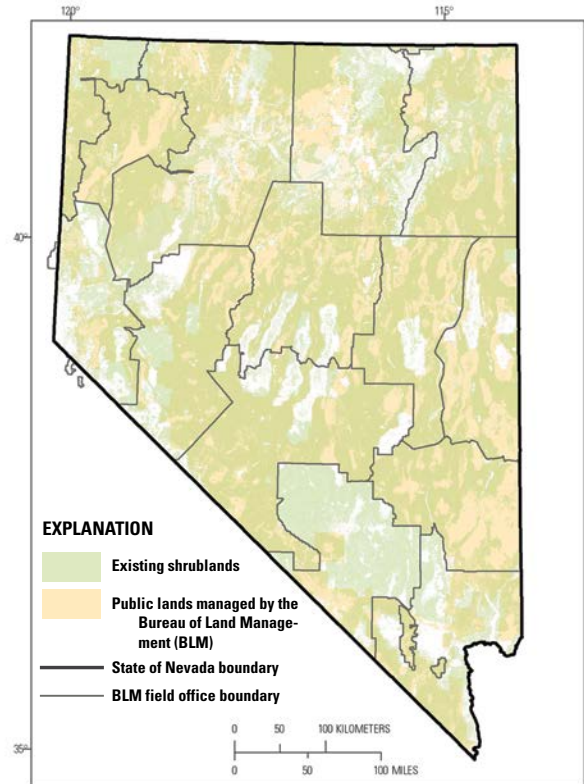 120°
115°
40°
EXPLANATION
Existing shrublands
Public lands managed by the
Bureau of Land Manage-
ment (BLM)
State of Nevada boundary
BLM field office boundary
0 50 100 KILOMETERS
35°
0 50 100 MILES